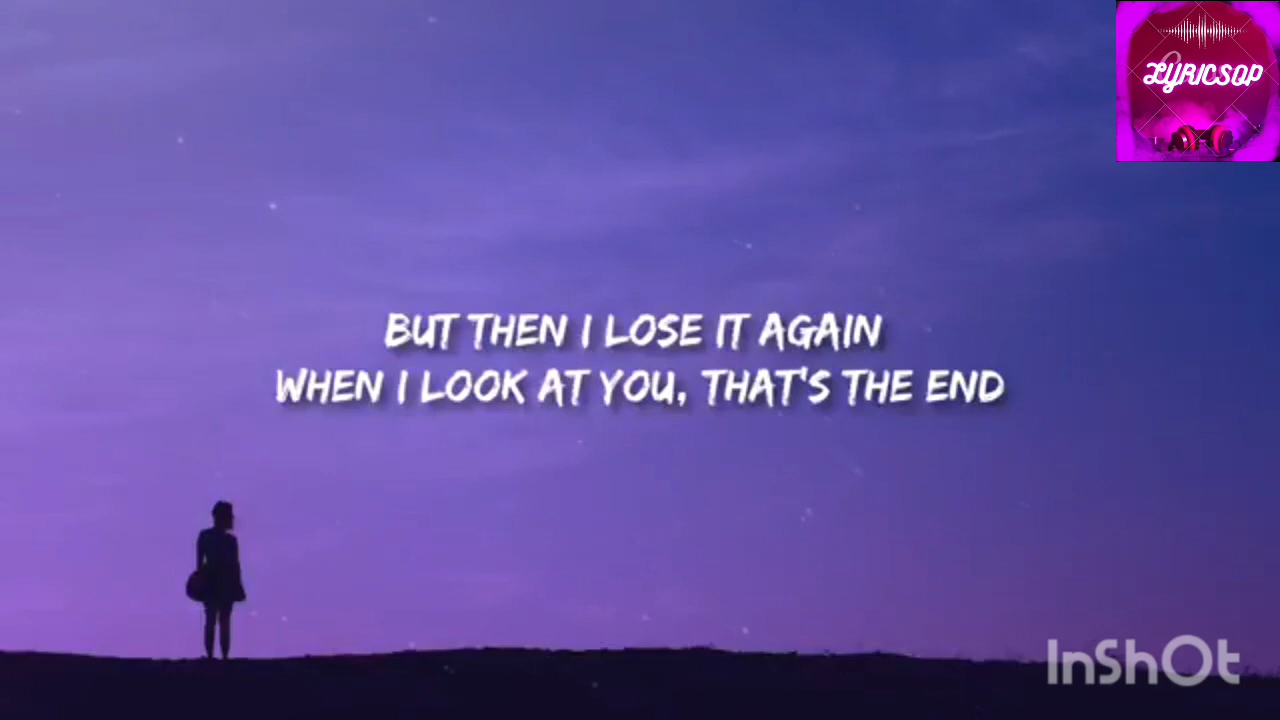 LYRICSOP
BUT THEN I LOSE IT AGAIN
WHEN I LOOK AT YOU, THAT'S THE END
InShOt